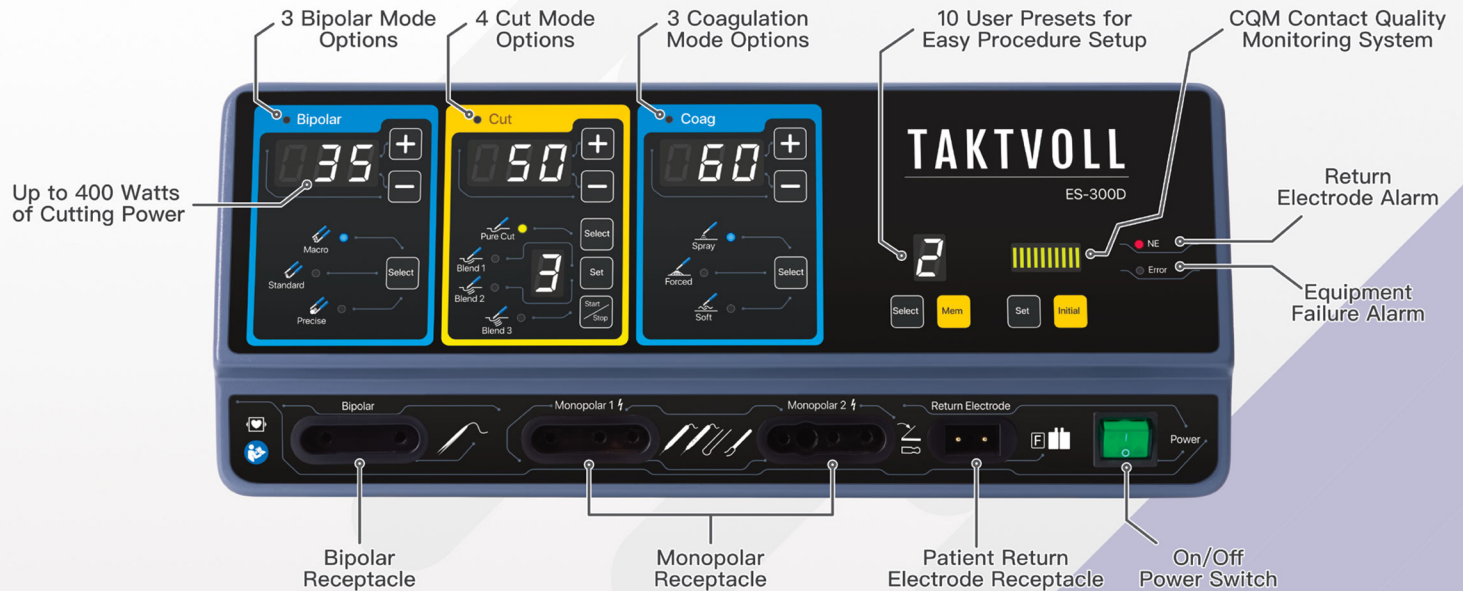 3 Bipolar Mode
Options
4 Cut Mode
Options
3 Coagulation
Mode Options
10 User Presets for
Easy Procedure Setup
CQM Contact Quality
Monitoring System
Up to 400 Watts
of Cutting Power
Bipolar
35
+
−
Macro
Standard
Precise
Select
Cut
50
+
−
Pure Cut
Blend 1
Blend 2
Blend 3
3
Select
Set
Start
Stop
Coag
60
+
−
Spray
Forced
Soft
Select
TAKTVOLL
ES-300D
2
Select
Mem
Set
Initial
NE
Error
Return
Electrode Alarm
Equipment
Failure Alarm
Bipolar
Monopolar 1
Monopolar 2
Return Electrode
F
I
O
Power
Bipolar
Receptacle
Monopolar
Receptacle
Patient Return
Electrode Receptacle
On/Off
Power Switch